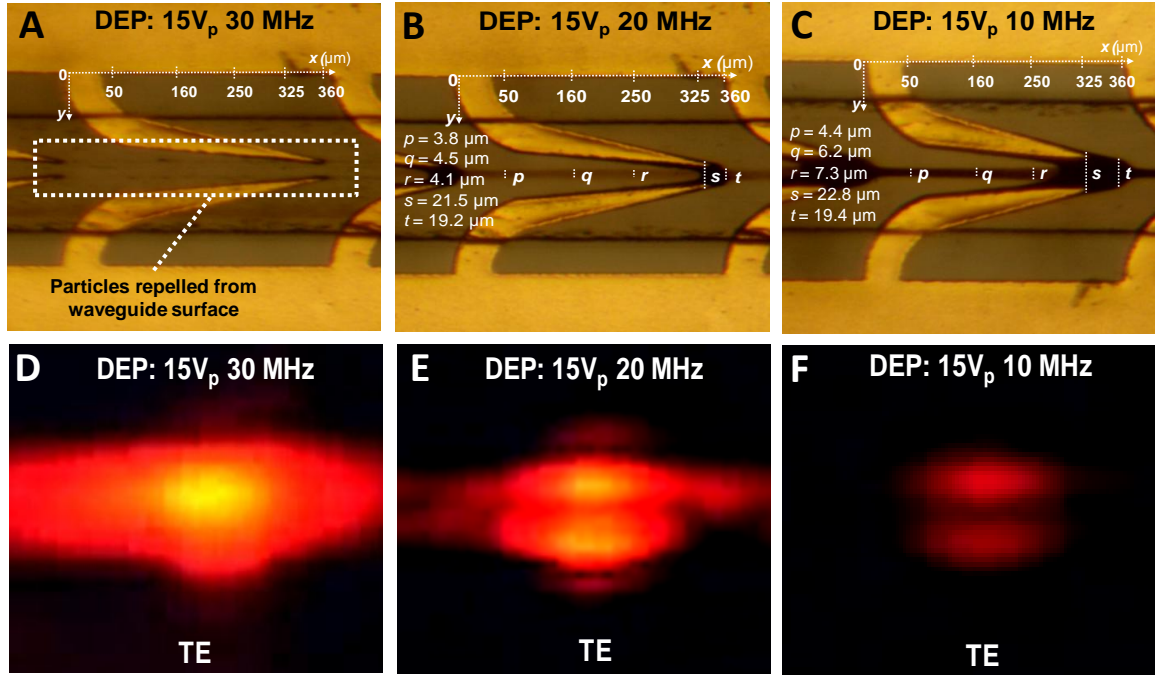 A
DEP: 15Vp 30 MHz
x (µm)
0
50
160
250
325
360
y
Particles repelled from
waveguide surface
B
DEP: 15Vp 20 MHz
x (µm)
0
50
160
250
325
360
y
p = 3.8 µm
q = 4.5 µm
r = 4.1 µm
s = 21.5 µm
t = 19.2 µm
p
q
r
s
t
C
DEP: 15Vp 10 MHz
x (µm)
0
50
160
250
325
360
y
p = 4.4 µm
q = 6.2 µm
r = 7.3 µm
s = 22.8 µm
t = 19.4 µm
p
q
r
s
t
D
DEP: 15Vp 30 MHz
TE
E
DEP: 15Vp 20 MHz
TE
F
DEP: 15Vp 10 MHz
TE